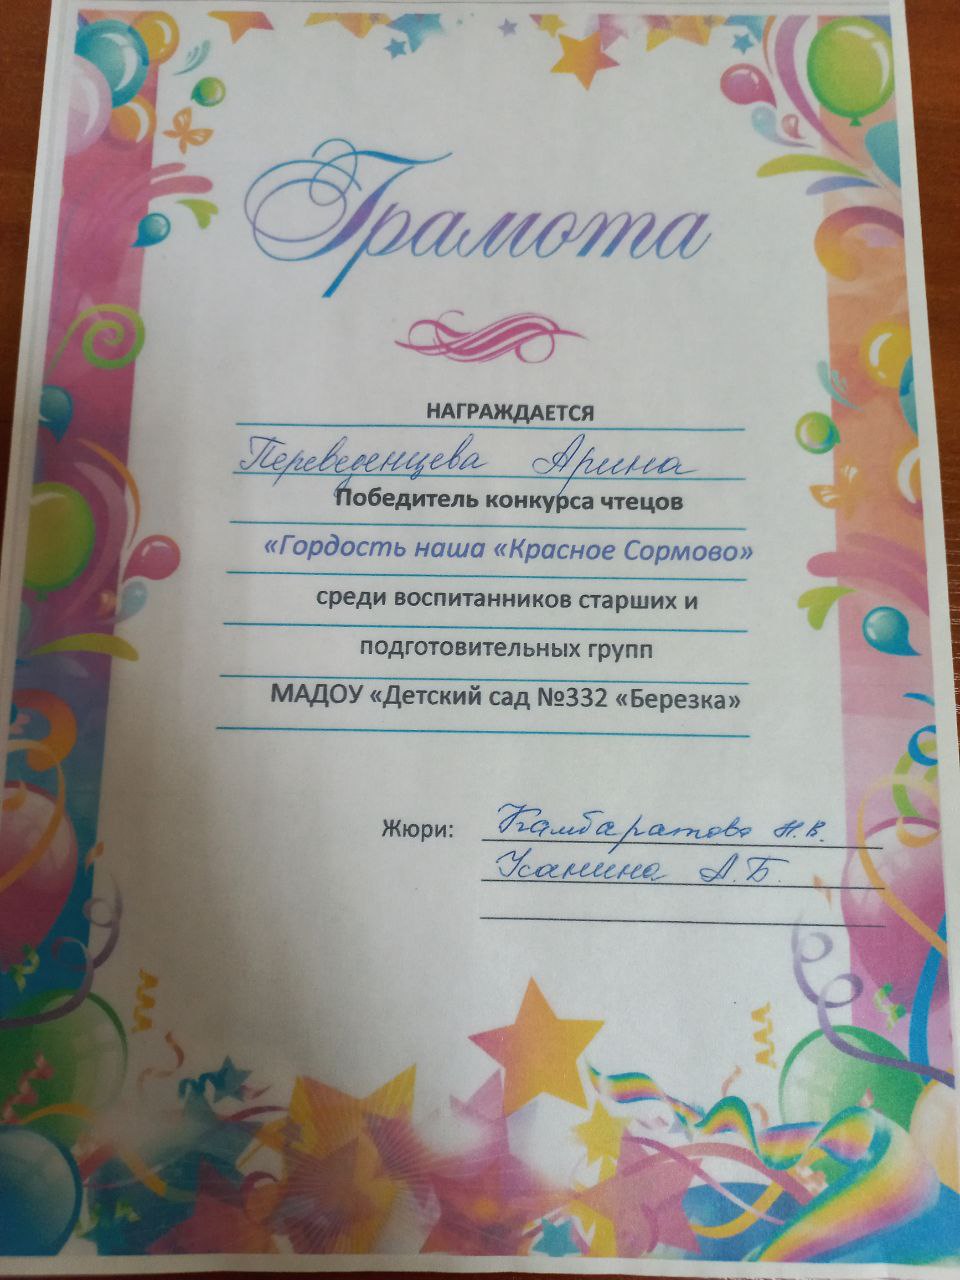 Грамота
НАГРАЖДАЕТСЯ
Переведенцева Арина
Победитель конкурса чтецов
«Гордость наша «Красное Сормово»
среди воспитанников старших и
подготовительных групп
МАДОУ «Детский сад №332 «Березка»
Жюри: Камбаратова Н.В.
Усанина А.Б.